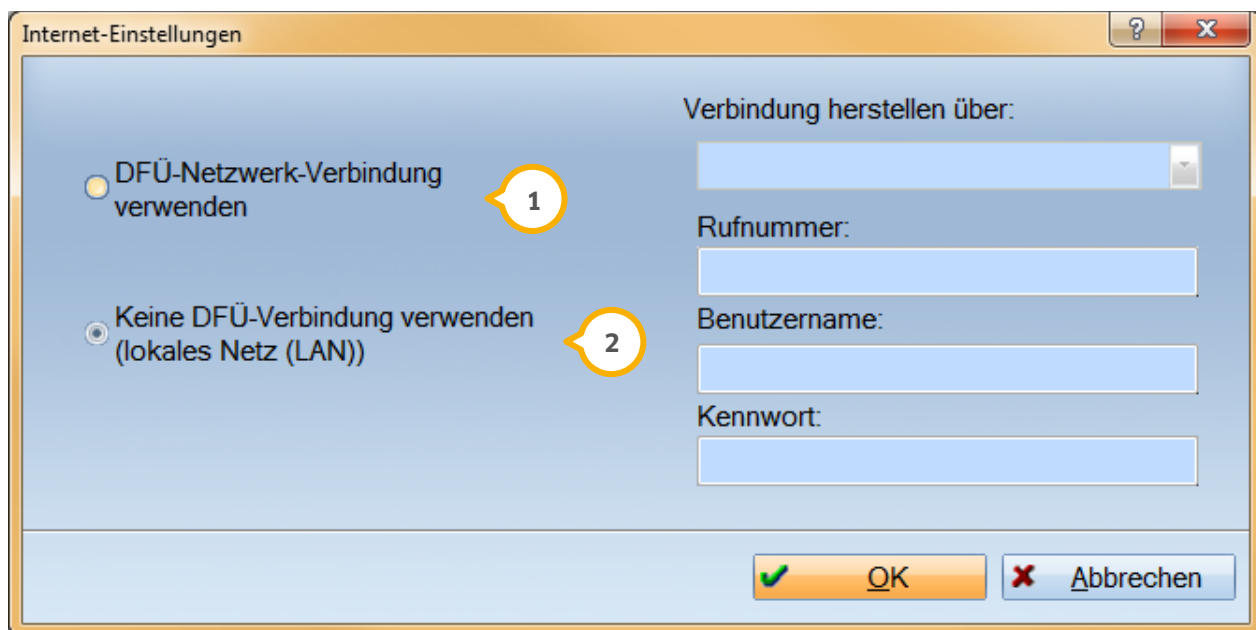 Internet-Einstellungen
DFÜ-Netzwerk-Verbindung
verwenden
1
Keine DFÜ-Verbindung verwenden
(lokales Netz (LAN))
2
Verbindung herstellen über:
Rufnummer:
Benutzername:
Kennwort:
OK
Abbrechen